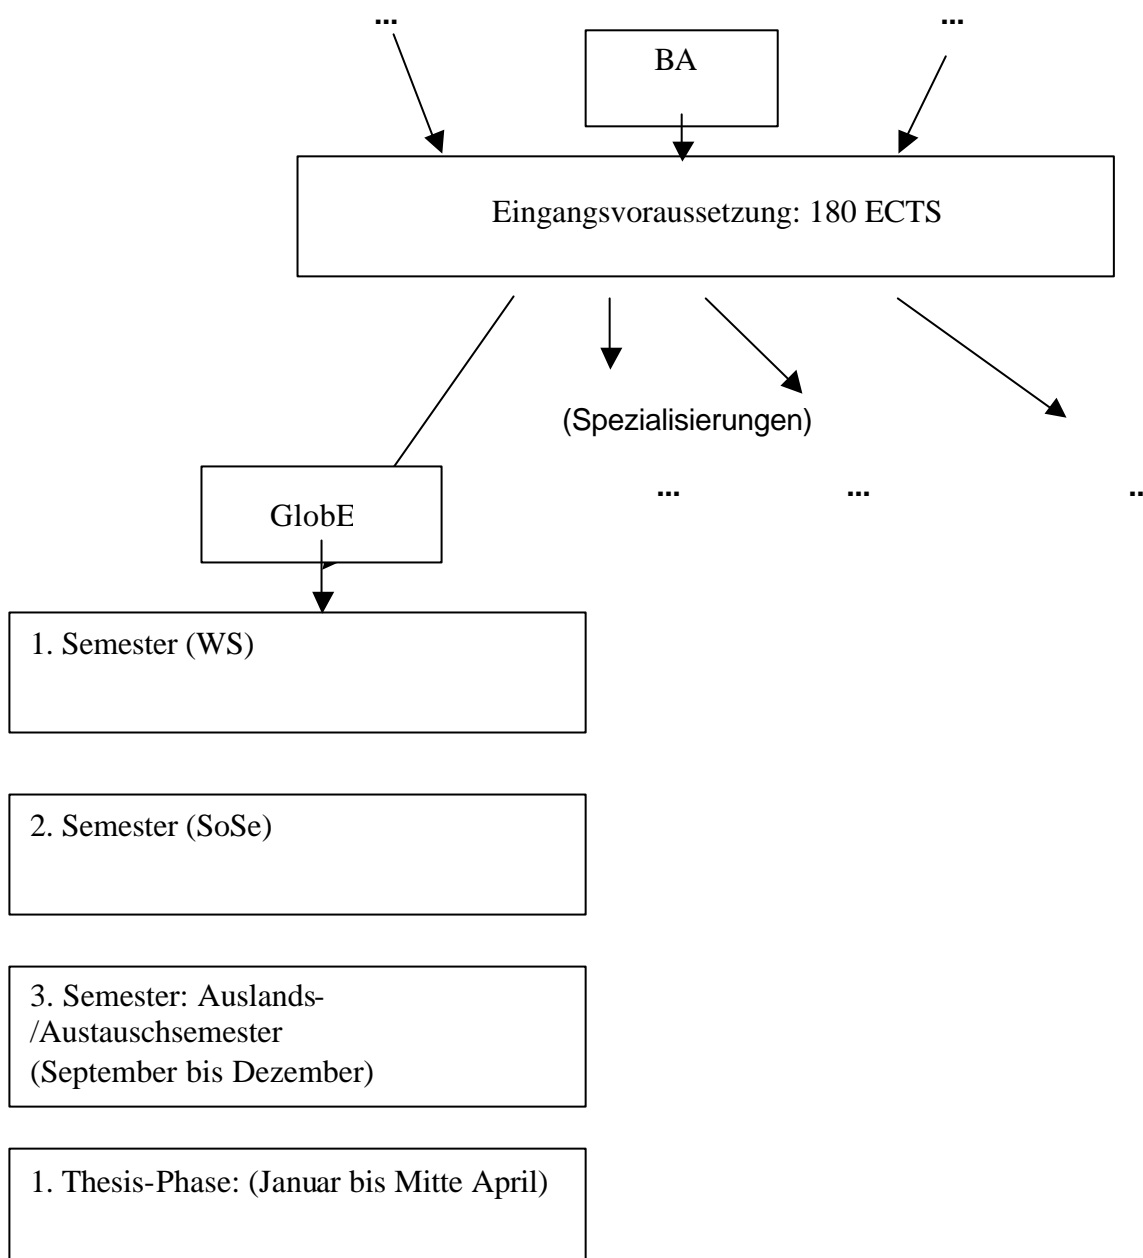 ... ...
BA
Eingangsvoraussetzung: 180 ECTS
(Spezialisierungen)
... ... ..
GlobE
1. Semester (WS)
2. Semester (SoSe)
3. Semester: Auslands-
/Austauschsemester
(September bis Dezember)
1. Thesis-Phase: (Januar bis Mitte April)